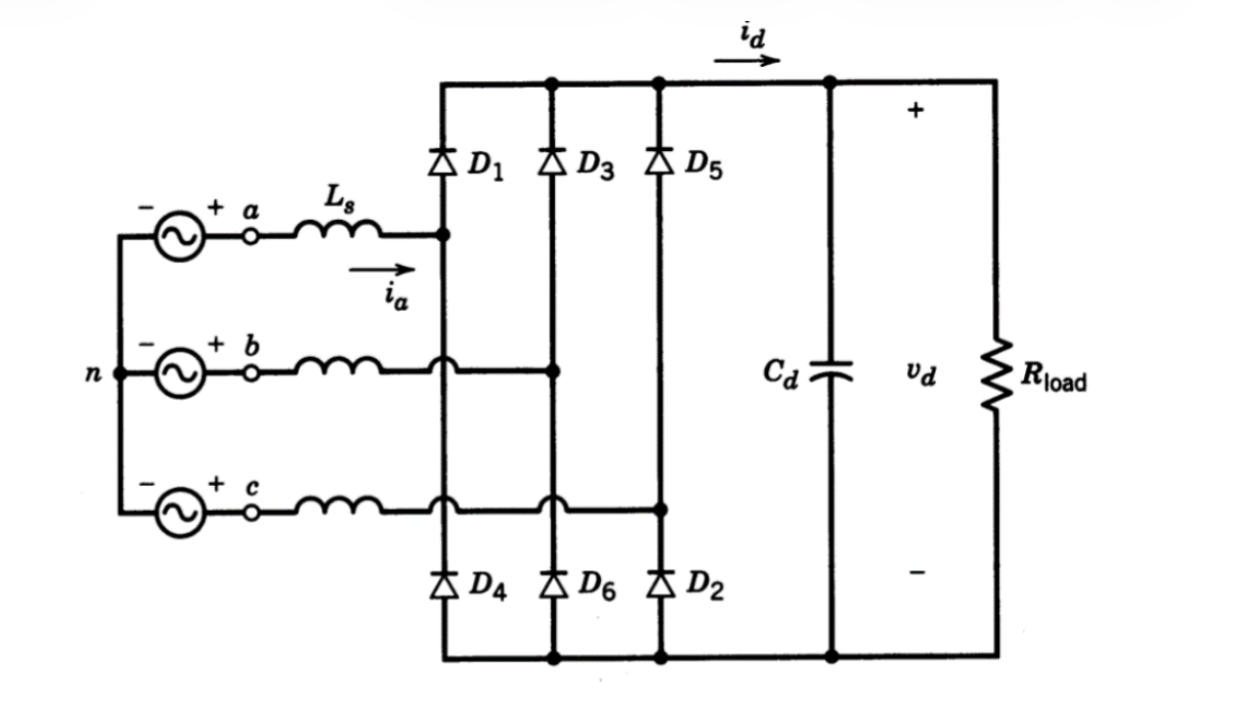 i_d
+
D_1 D_3 D_5
- + a L_s
i_a
- + b
n C_d v_d R_load
- + c
D_4 D_6 D_2
-